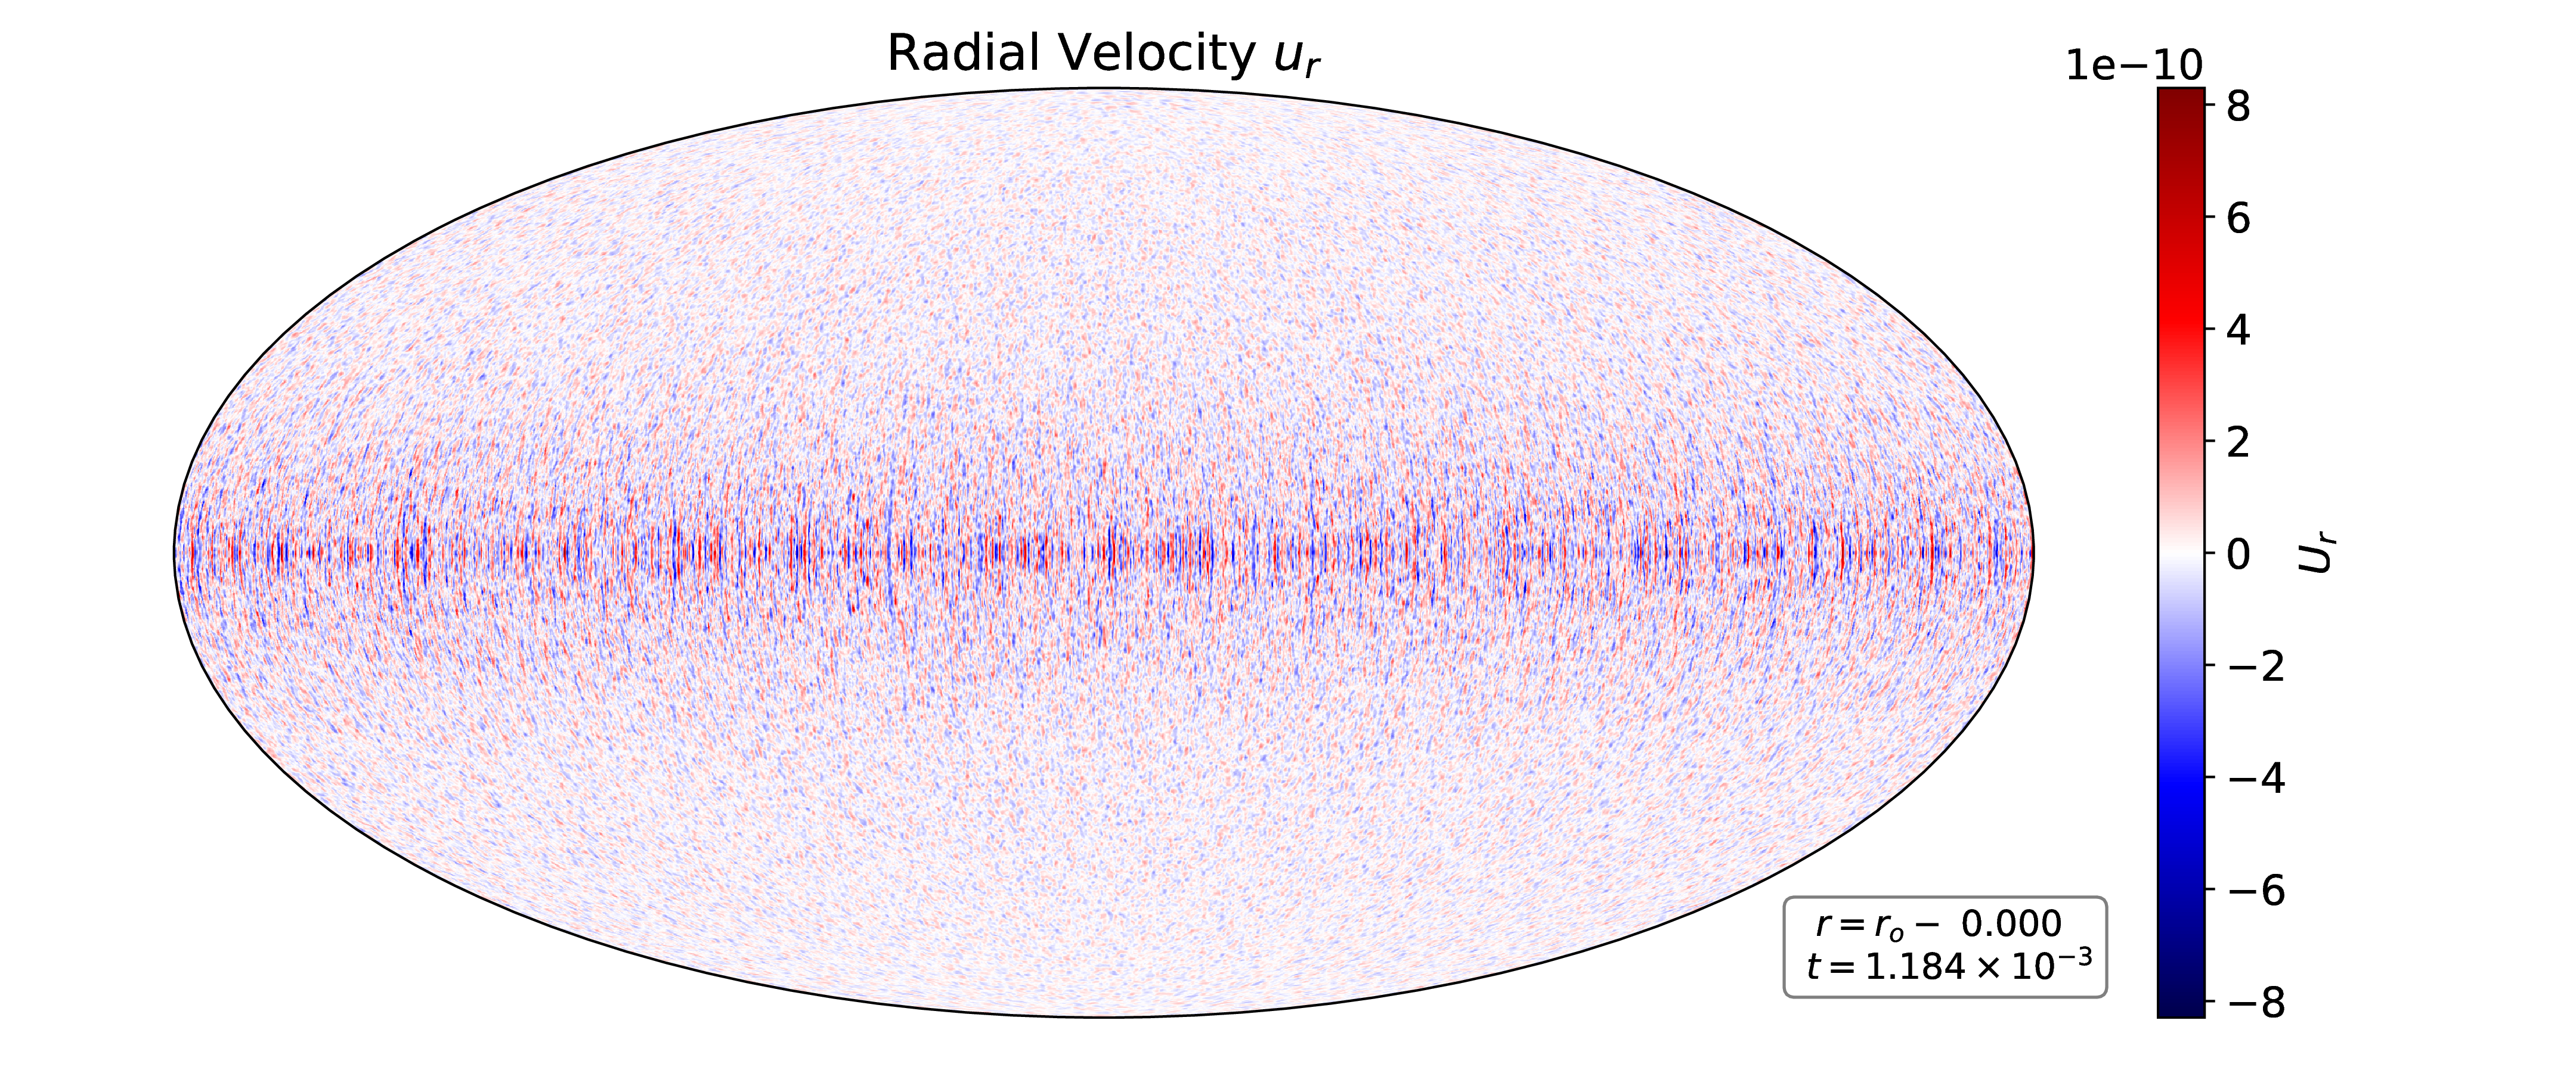 Radial Velocity u_r
1e−10
8
6
4
2
0
−2
−4
−6
−8
U_r
r = r_o − 0.000
t = 1.184 × 10^−3